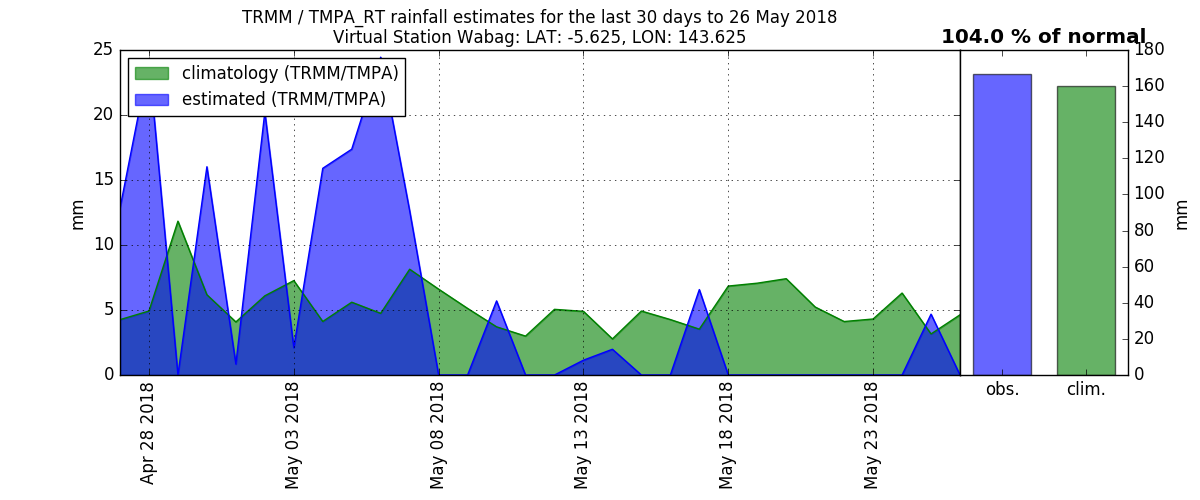 TRMM / TMPA_RT rainfall estimates for the last 30 days to 26 May 2018
Virtual Station Wabag: LAT: -5.625, LON: 143.625
104.0 % of normal
climatology (TRMM/TMPA)
estimated (TRMM/TMPA)
mm
25
20
15
10
5
0
Apr 28 2018
May 03 2018
May 08 2018
May 13 2018
May 18 2018
May 23 2018
obs.
clim.
180
160
140
120
100
80
60
40
20
0
mm